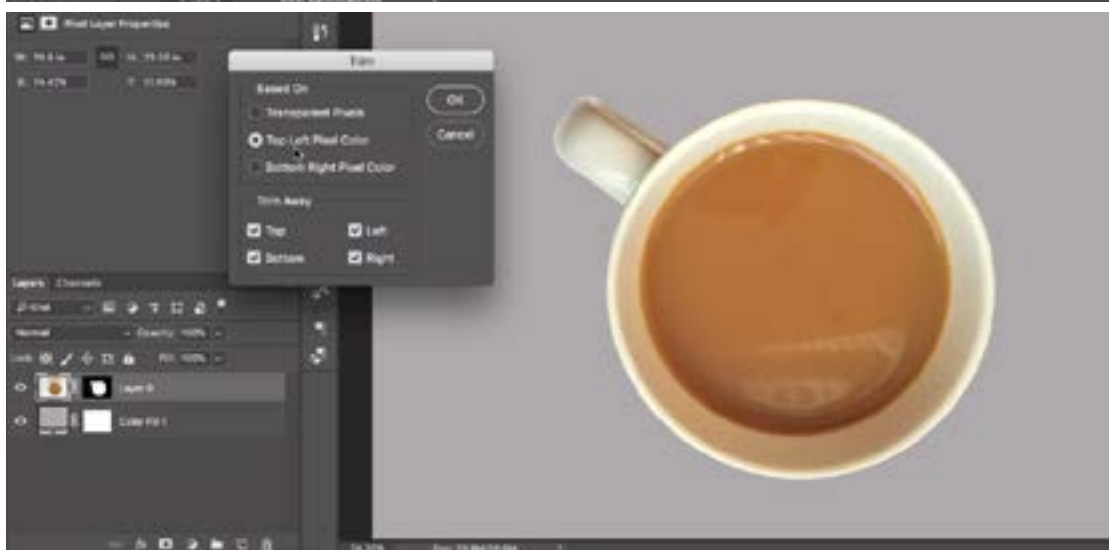 Pixel Layer Properties
Trim
Based On
Transparent Pixels
Top Left Pixel Color
Bottom Right Pixel Color
OK
Cancel
Trim Away
Top
Left
Bottom
Right
Layers Channels
Normal
Opacity: 100%
Lock:
Fill: 100%
Layer 0
Color Fill 1